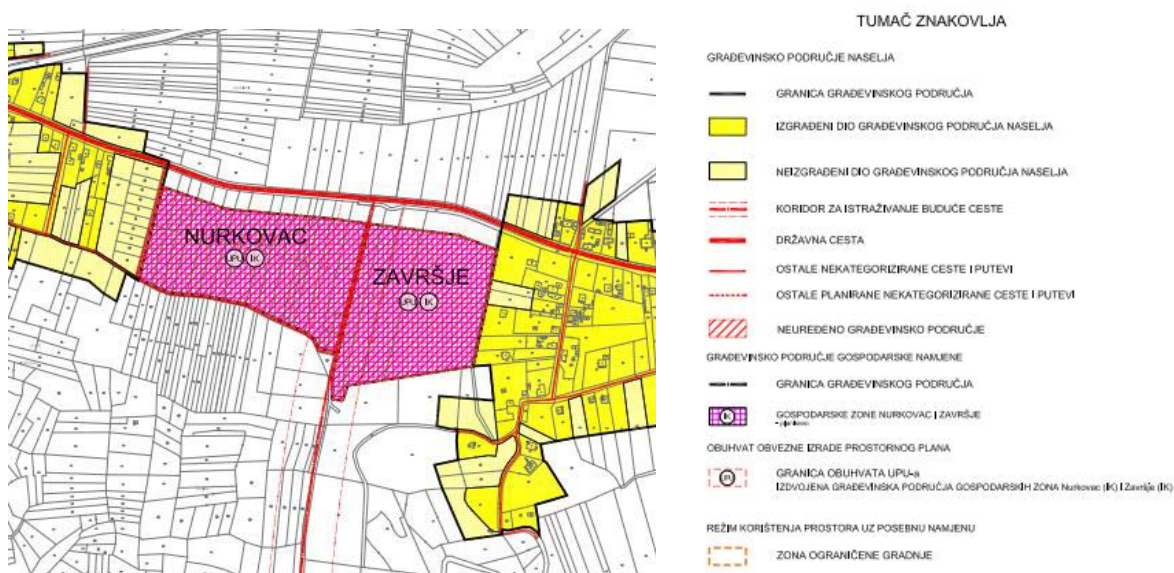 NURKOVAC
UPU IK
ZAVRŠJE
UPU IK
TUMAČ ZNAKOVLJA
GRAĐEVINSKO PODRUČJE NASELJA
GRANICA GRAĐEVINSKOG PODRUČJA
IZGRAĐENI DIO GRAĐEVINSKOG PODRUČJA NASELJA
NEIZGRAĐENI DIO GRAĐEVINSKOG PODRUČJA NASELJA
KORIDOR ZA ISTRAŽIVANJE BUDUĆE CESTE
DRŽAVNA CESTA
OSTALE NEKATEGORIZIRANE CESTE I PUTEVI
OSTALE PLANIRANE NEKATEGORIZIRANE CESTE I PUTEVI
NEUREĐENO GRAĐEVINSKO PODRUČJE
GRAĐEVINSKO PODRUČJE GOSPODARSKE NAMJENE
GRANICA GRAĐEVINSKOG PODRUČJA
IK GOSPODARSKE ZONE NURKOVAC I ZAVRŠJE
- planirano
OBUHVAT OBVEZNE IZRADE PROSTORNOG PLANA
UPU GRANICA OBUHVATA UPU-a
IZDVOJENA GRAĐEVINSKA PODRUČJA GOSPODARSKIH ZONA Nurkovac (IK) I Završje (IK)
REŽIM KORIŠTENJA PROSTORA UZ POSEBNU NAMJENU
ZONA OGRANIČENE GRADNJE